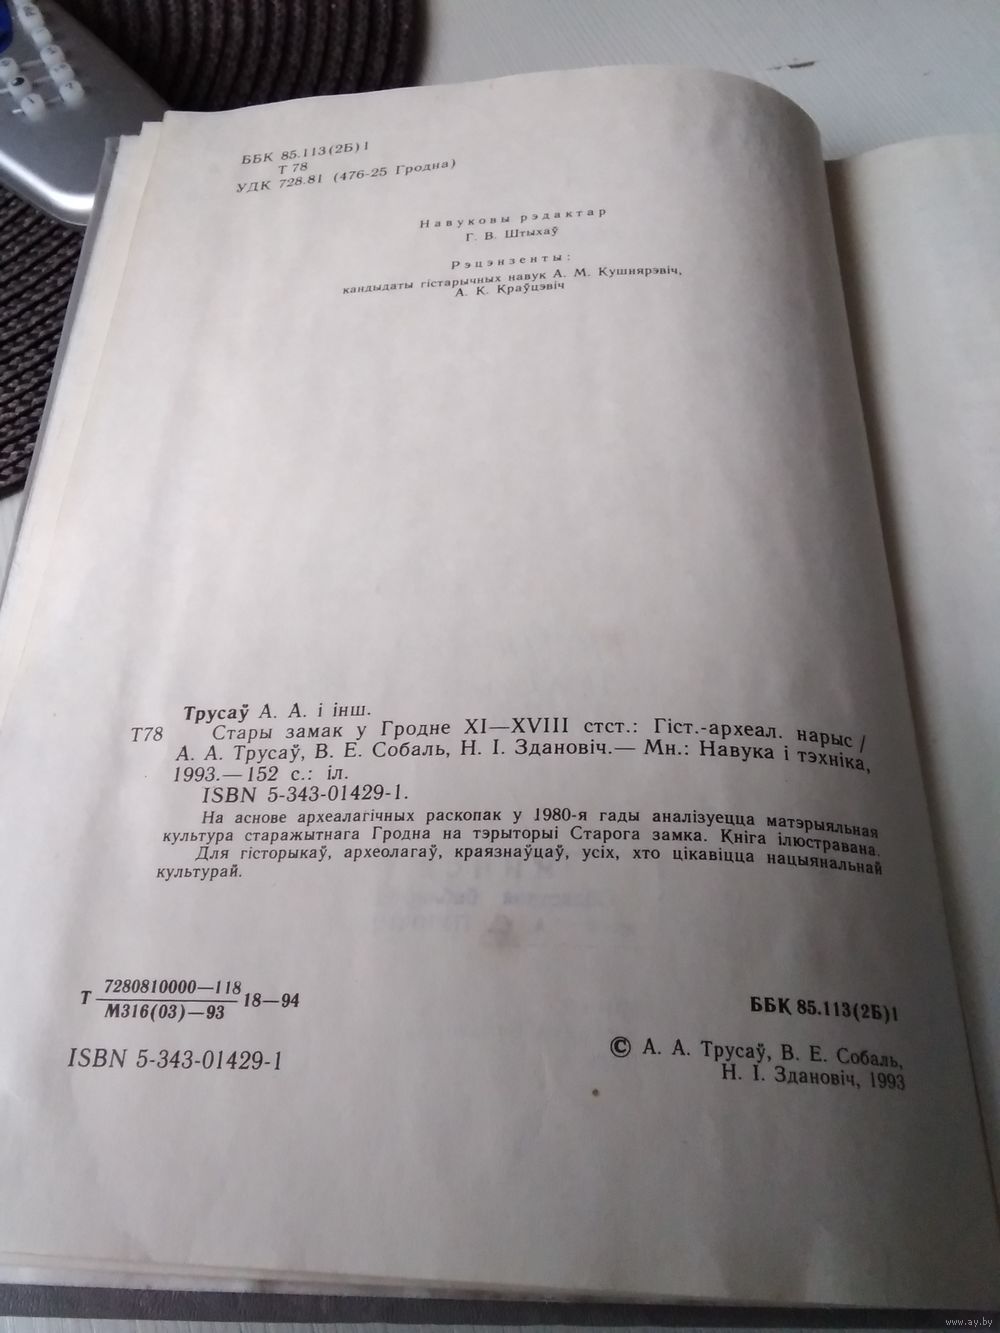 ББК 85.113(2Б)1
Т 78
УДК 728.81 (476-25 Гродна)
Навуковы рэдактар
Г. В. Штыхаў
Рэцэнзенты:
кандыдаты гістарычных навук А. М. Кушнярэвіч,
А. К. Краўцэвіч
Трусаў А. А. і інш.
Т78 Стары замак у Гродне XI—XVIII стст.: Гіст.-археал. нарыс /
А. А. Трусаў, В. Е. Собаль, Н. І. Здановіч.— Мн.: Навука і тэхніка,
1993.—152 с.: іл.
ISBN 5-343-01429-1.
На аснове археалагічных раскопак у 1980-я гады аналізуецца матэрыяльная
культура старажытнага Гродна на тэрыторыі Старога замка. Кніга ілюстравана.
Для гісторыкаў, археолагаў, краязнаўцаў, усіх, хто цікавіцца нацыянальнай
культурай.
7280810000—118
Т 18—94
М316(03)—93
ББК 85.113(2Б)1
ISBN 5-343-01429-1
© А. А. Трусаў, В. Е. Собаль,
Н. І. Здановіч, 1993
www.ay.by